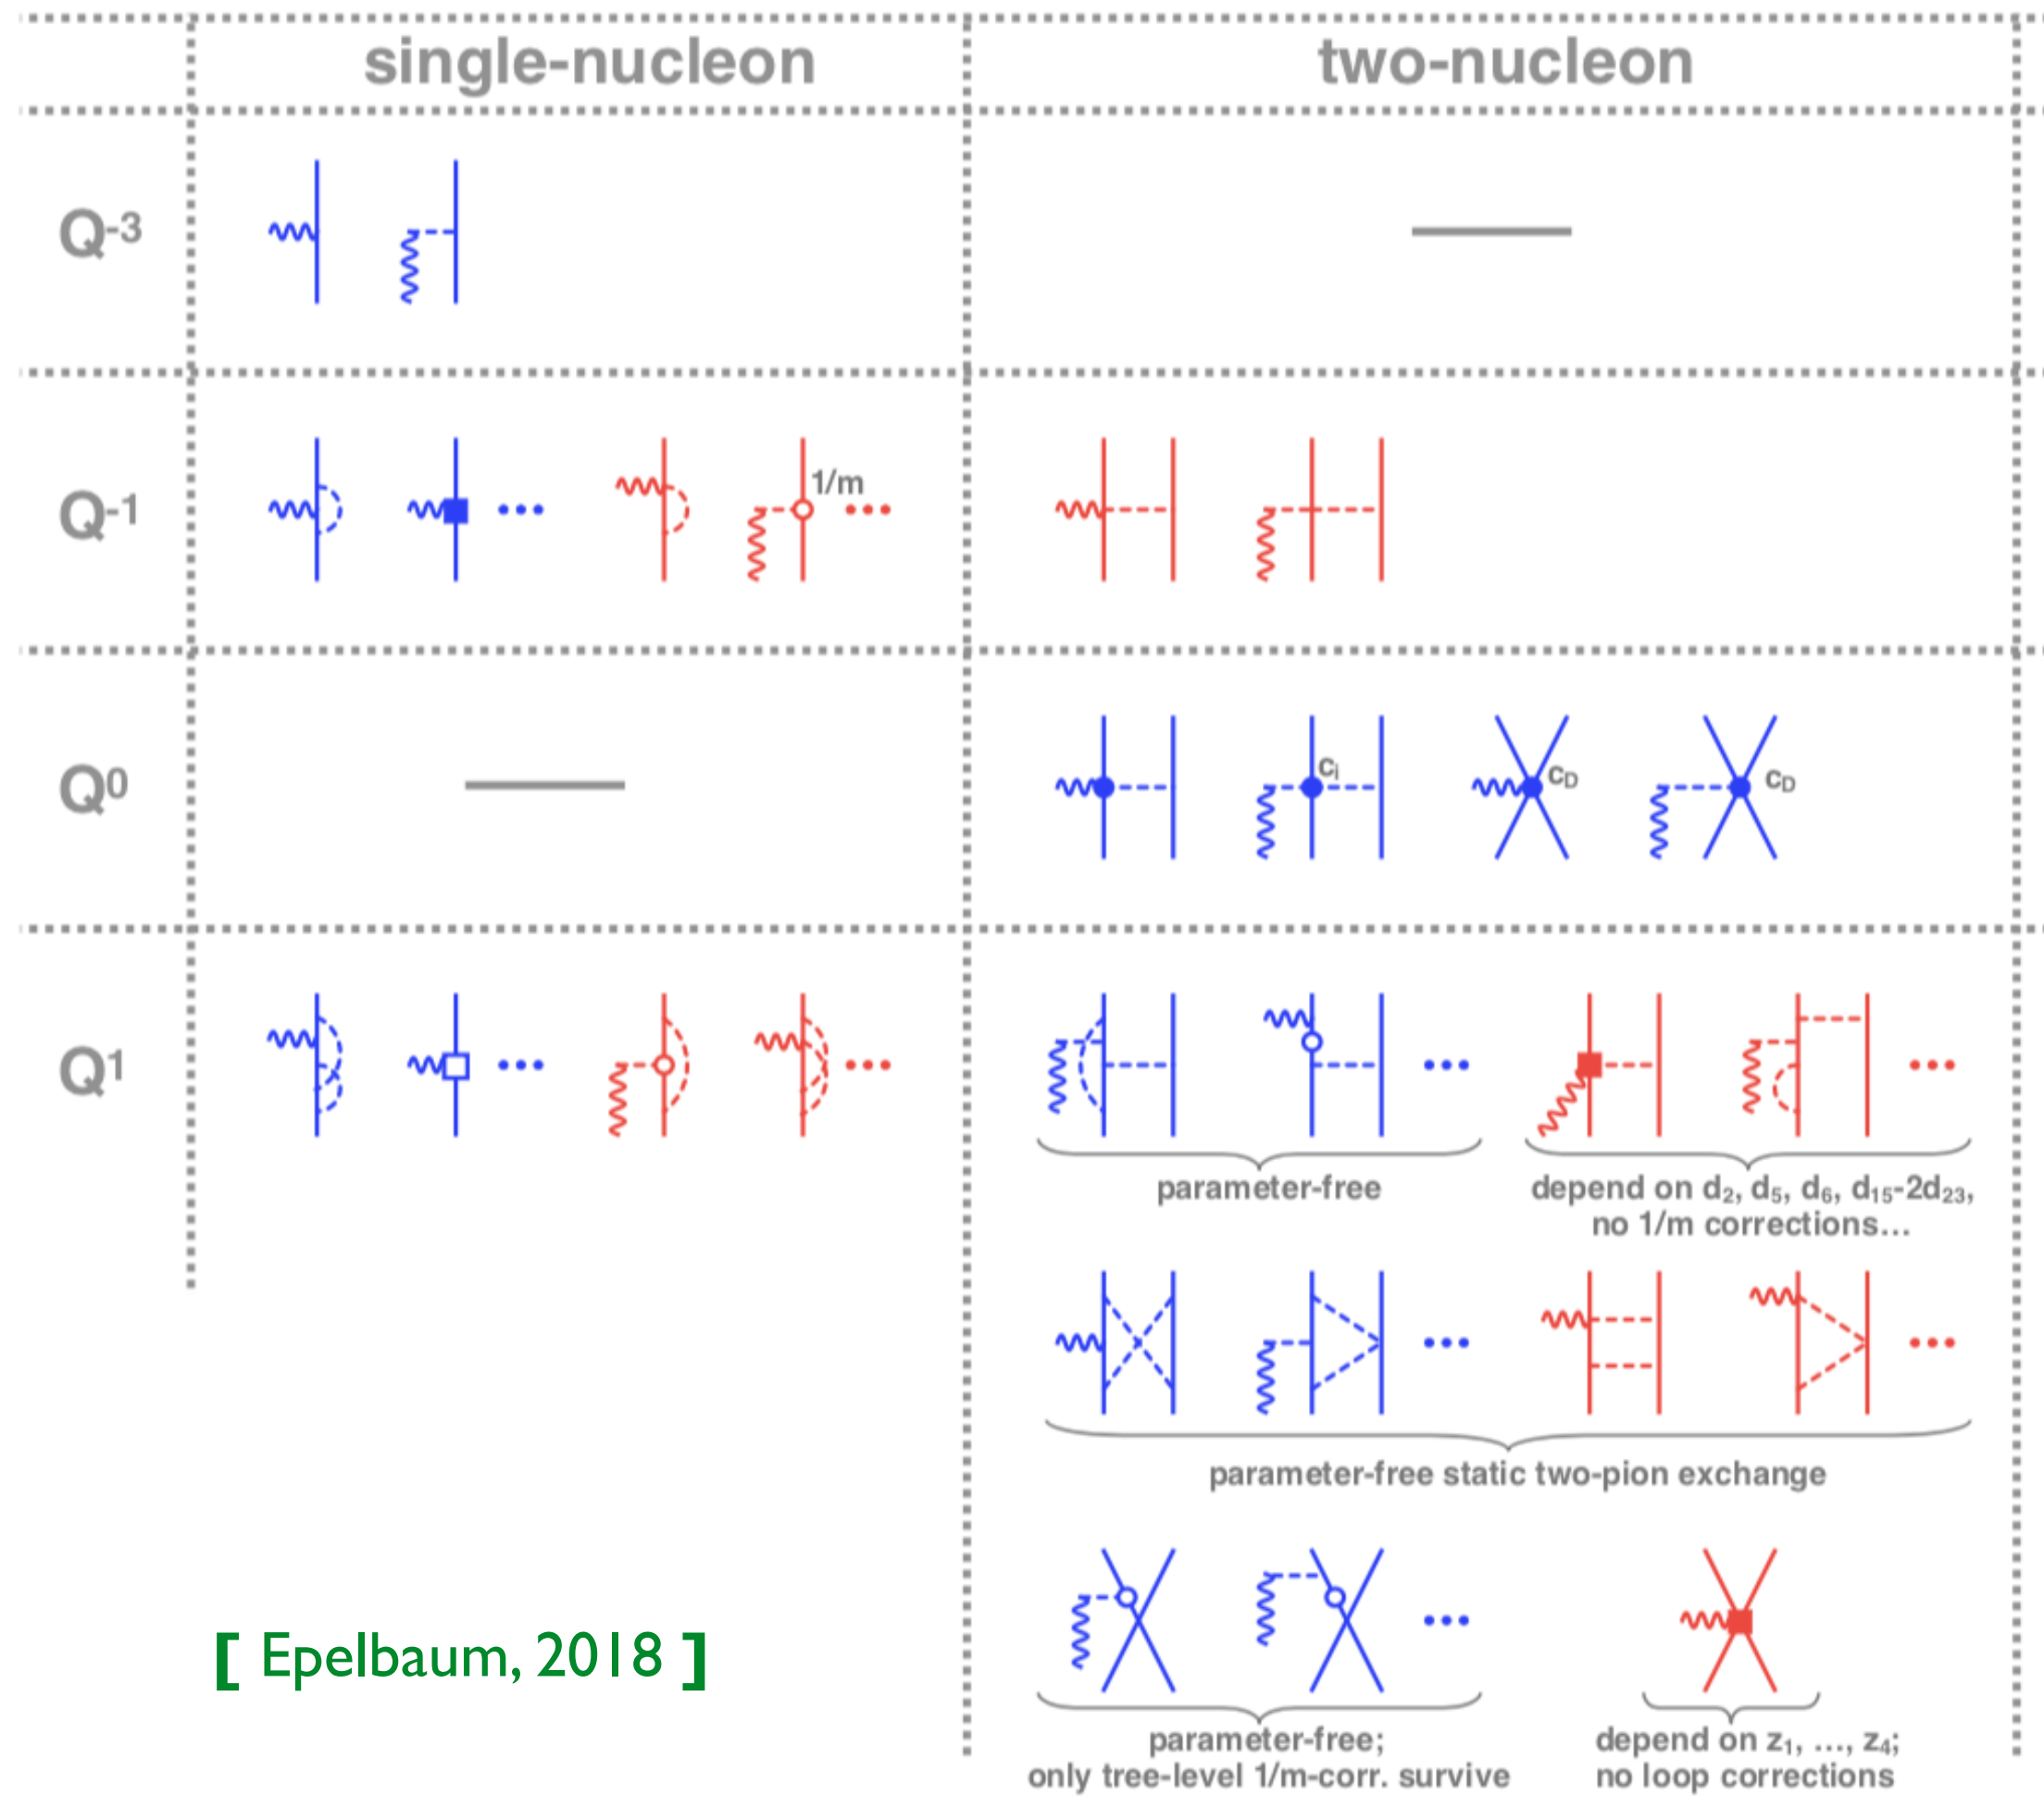 single-nucleon two-nucleon
Q-3
Q-1 1/m
Q0 ci cD cD
Q1
parameter-free depend on d2, d5, d6, d15-2d23,
no 1/m corrections...
parameter-free static two-pion exchange
[ Epelbaum, 2018 ]
parameter-free; depend on z1, ..., z4;
only tree-level 1/m-corr. survive no loop corrections